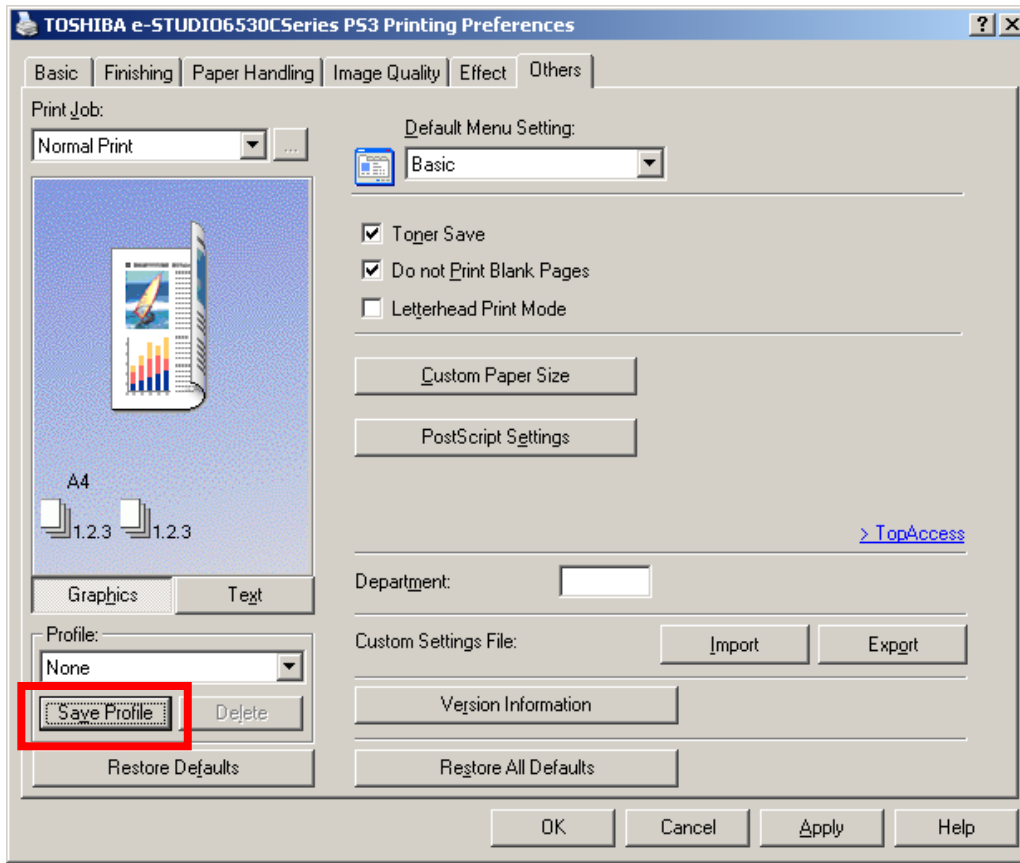 TOSHIBA e-STUDIO6530CSeries PS3 Printing Preferences
Basic Finishing Paper Handling Image Quality Effect Others
Print Job:
Normal Print ...
Default Menu Setting:
Basic
Toner Save
Do not Print Blank Pages
Letterhead Print Mode
Custom Paper Size
PostScript Settings
A4
1.2.3 1.2.3
> TopAccess
Graphics Text
Department:
Profile:
None
Custom Settings File: Import Export
Save Profile Delete
Version Information
Restore Defaults
Restore All Defaults
OK Cancel Apply Help